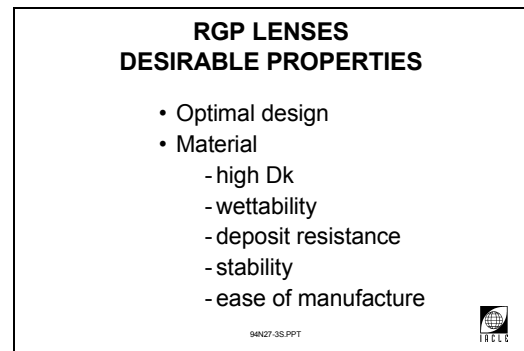 RGP LENSES
DESIRABLE PROPERTIES
• Optimal design
• Material
- high Dk
- wettability
- deposit resistance
- stability
- ease of manufacture
94N27-3S.PPT
IACLE